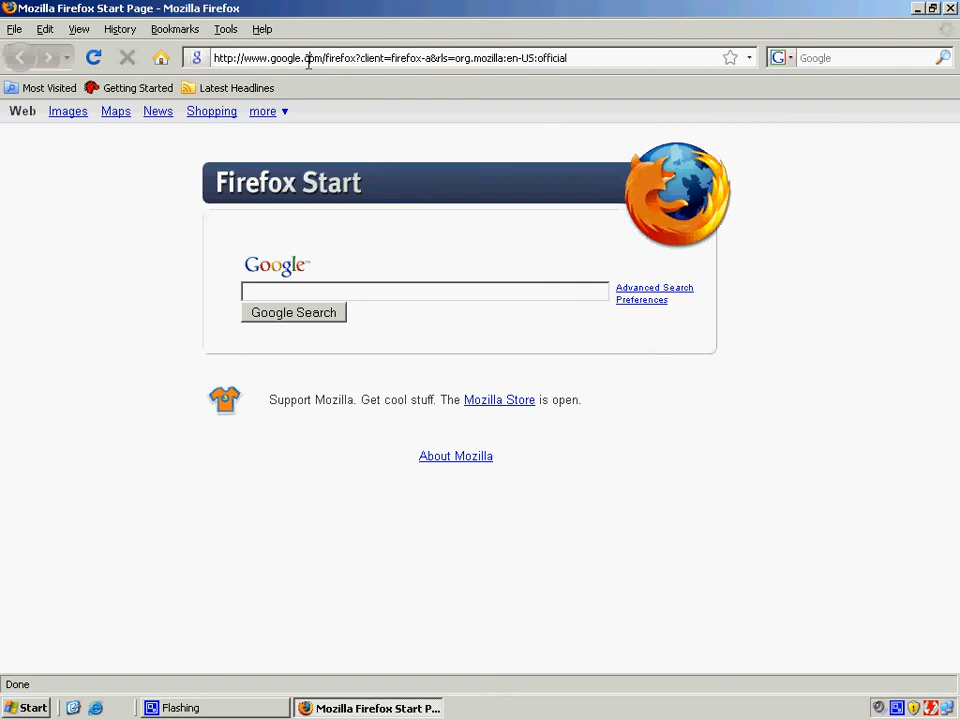 Mozilla Firefox Start Page - Mozilla Firefox
File Edit View History Bookmarks Tools Help
http://www.google.com/firefox?client=firefox-a&rls=org.mozilla:en-US:official Google
Most Visited Getting Started Latest Headlines
Web Images Maps News Shopping more ▼
Firefox Start
Google™
Advanced Search
Preferences
Google Search
Support Mozilla. Get cool stuff. The Mozilla Store is open.
About Mozilla
Done
Start Flashing Mozilla Firefox Start P...